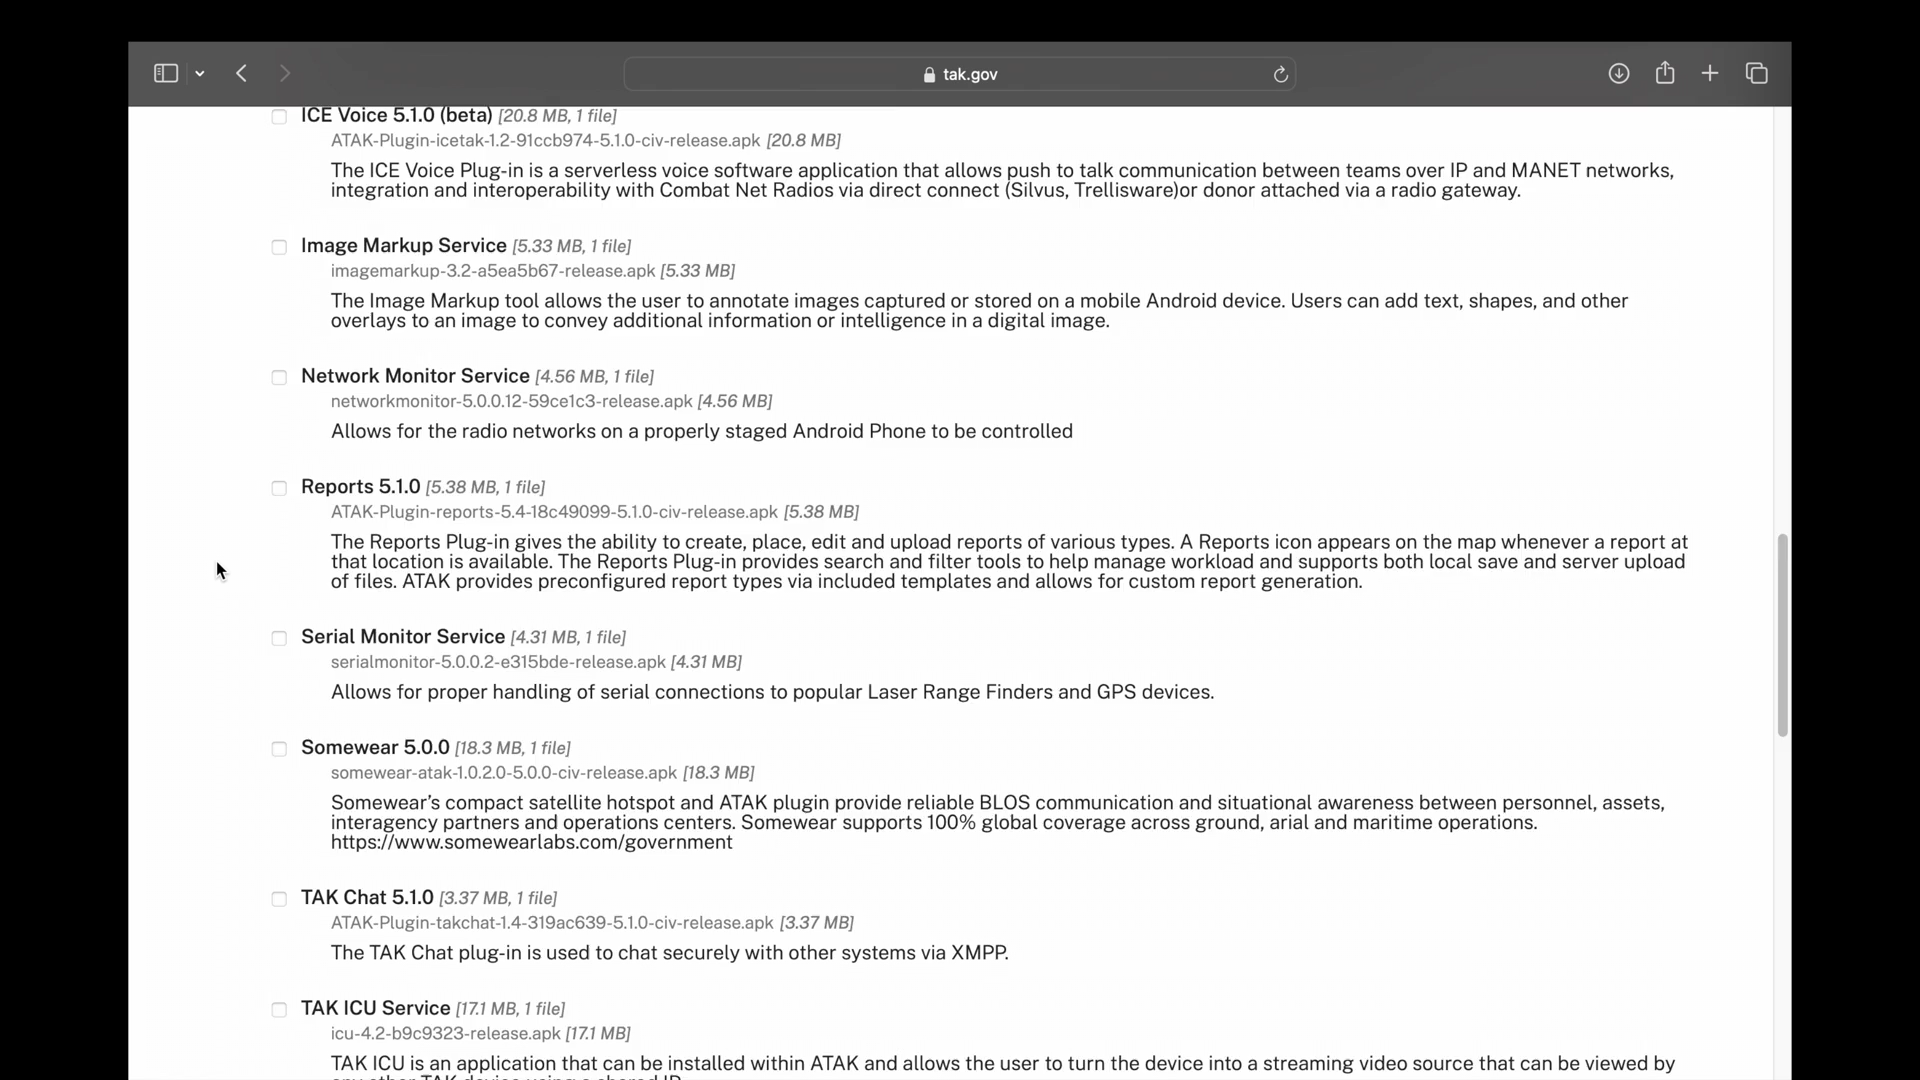 tak.gov
ICE Voice 5.1.0 (beta) [20.8 MB, 1 file]
ATAK-Plugin-icetak-1.2-91ccb974-5.1.0-civ-release.apk [20.8 MB]
The ICE Voice Plug-in is a serverless voice software application that allows push to talk communication between teams over IP and MANET networks,
integration and interoperability with Combat Net Radios via direct connect (Silvus, Trellisware)or donor attached via a radio gateway.
Image Markup Service [5.33 MB, 1 file]
imagemarkup-3.2-a5ea5b67-release.apk [5.33 MB]
The Image Markup tool allows the user to annotate images captured or stored on a mobile Android device. Users can add text, shapes, and other
overlays to an image to convey additional information or intelligence in a digital image.
Network Monitor Service [4.56 MB, 1 file]
networkmonitor-5.0.0.12-59ce1c3-release.apk [4.56 MB]
Allows for the radio networks on a properly staged Android Phone to be controlled
Reports 5.1.0 [5.38 MB, 1 file]
ATAK-Plugin-reports-5.4-18c49099-5.1.0-civ-release.apk [5.38 MB]
The Reports Plug-in gives the ability to create, place, edit and upload reports of various types. A Reports icon appears on the map whenever a report at
that location is available. The Reports Plug-in provides search and filter tools to help manage workload and supports both local save and server upload
of files. ATAK provides preconfigured report types via included templates and allows for custom report generation.
Serial Monitor Service [4.31 MB, 1 file]
serialmonitor-5.0.0.2-e315bde-release.apk [4.31 MB]
Allows for proper handling of serial connections to popular Laser Range Finders and GPS devices.
Somewear 5.0.0 [18.3 MB, 1 file]
somewear-atak-1.0.2.0-5.0.0-civ-release.apk [18.3 MB]
Somewear's compact satellite hotspot and ATAK plugin provide reliable BLOS communication and situational awareness between personnel, assets,
interagency partners and operations centers. Somewear supports 100% global coverage across ground, arial and maritime operations.
https://www.somewearlabs.com/government
TAK Chat 5.1.0 [3.37 MB, 1 file]
ATAK-Plugin-takchat-1.4-319ac639-5.1.0-civ-release.apk [3.37 MB]
The TAK Chat plug-in is used to chat securely with other systems via XMPP.
TAK ICU Service [17.1 MB, 1 file]
icu-4.2-b9c9323-release.apk [17.1 MB]
TAK ICU is an application that can be installed within ATAK and allows the user to turn the device into a streaming video source that can be viewed by
any other TAK device using a shared IP